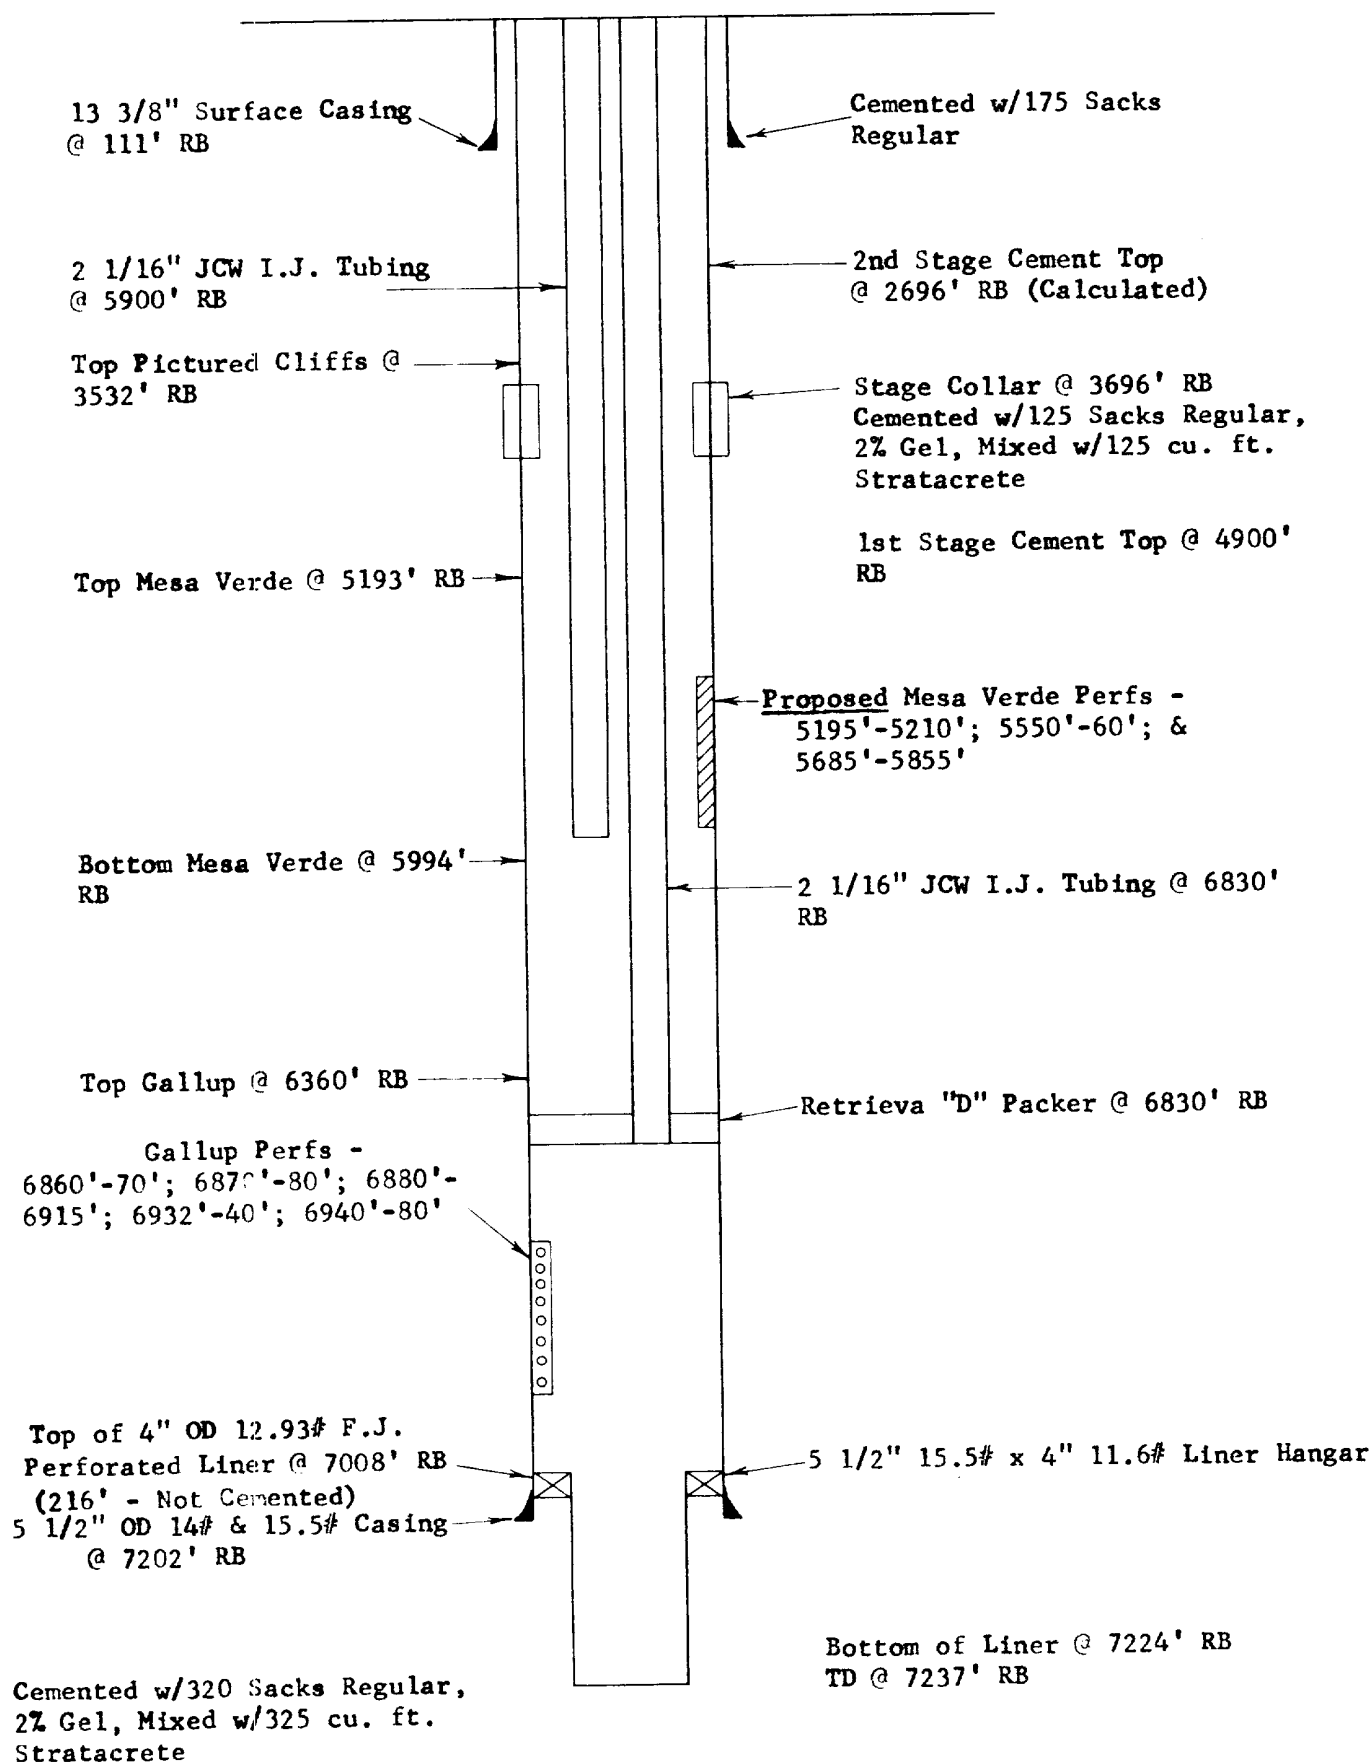 13 3/8" Surface Casing
@ 111' RB
Cemented w/175 Sacks
Regular
2 1/16" JCW I.J. Tubing
@ 5900' RB
2nd Stage Cement Top
@ 2696' RB (Calculated)
Top Pictured Cliffs @
3532' RB
Stage Collar @ 3696' RB
Cemented w/125 Sacks Regular,
2% Gel, Mixed w/125 cu. ft.
Stratacrete
1st Stage Cement Top @ 4900'
RB
Top Mesa Verde @ 5193' RB
Proposed Mesa Verde Perfs -
5195'-5210'; 5550'-60'; &
5685'-5855'
Bottom Mesa Verde @ 5994'
RB
2 1/16" JCW I.J. Tubing @ 6830'
RB
Top Gallup @ 6360' RB
Retrieva "D" Packer @ 6830' RB
Gallup Perfs -
6860'-70'; '-80'; 6880'-
6915'; 6932'-40'; 6940'-80'
Top of 4" OD 12.93# F.J.
Perforated Liner @ 7008' RB
(216' - Not Cemented)
5 1/2" OD 14# & 15.5# Casing
@ 7202' RB
5 1/2" 15.5# x 4" 11.6# Liner Hangar
Bottom of Liner @ 7224' RB
TD @ 7237' RB
Cemented w/320 Sacks Regular,
2% Gel, Mixed w/325 cu. ft.
Stratacrete